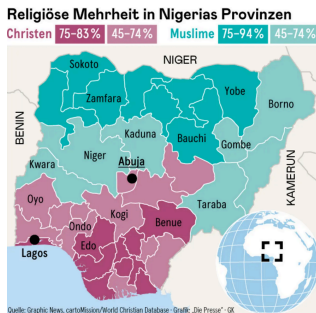 Religiöse Mehrheit in Nigerias Provinzen
Christen 75–83 % 45–74 % Muslime 75–94 % 45–74 %
NIGER
Sokoto
Zamfara
Yobe
Borno
BENIN
Kaduna
Bauchi
Gombe
Niger
Abuja
Kwara
KAMERUN
Oyo
Taraba
Kogi
Benue
Ondo
Edo
Lagos
Quelle: Graphic News, cartoMission/World Christian Database · Grafik: „Die Presse" · GK